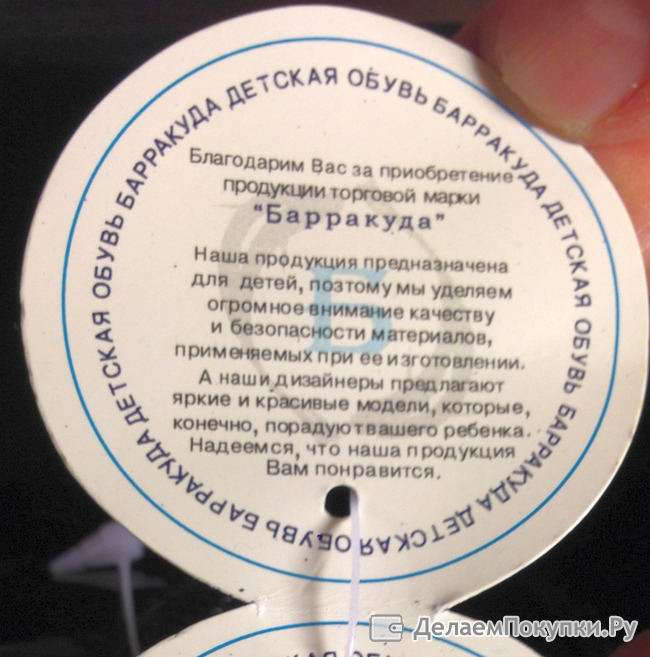 ДЕТСКАЯ ОБУВЬ БАРРАКУДА ДЕТСКАЯ ОБУВЬ БАРРАКУДА ДЕТСКАЯ ОБУВЬ БАРРАКУДА ДЕТСКАЯ ОБУВЬ БАРРАКУДА
Благодарим Вас за приобретение
продукции торговой марки
"Барракуда"
Наша продукция предназначена
для детей, поэтому мы уделяем
огромное внимание качеству
и безопасности материалов,
применяемых при ее изготовлении.
А наши дизайнеры предлагают
яркие и красивые модели, которые,
конечно, порадуют вашего ребенка.
Надеемся, что наша продукция
Вам понравится.
Б
ДелаемПокупки.Ру